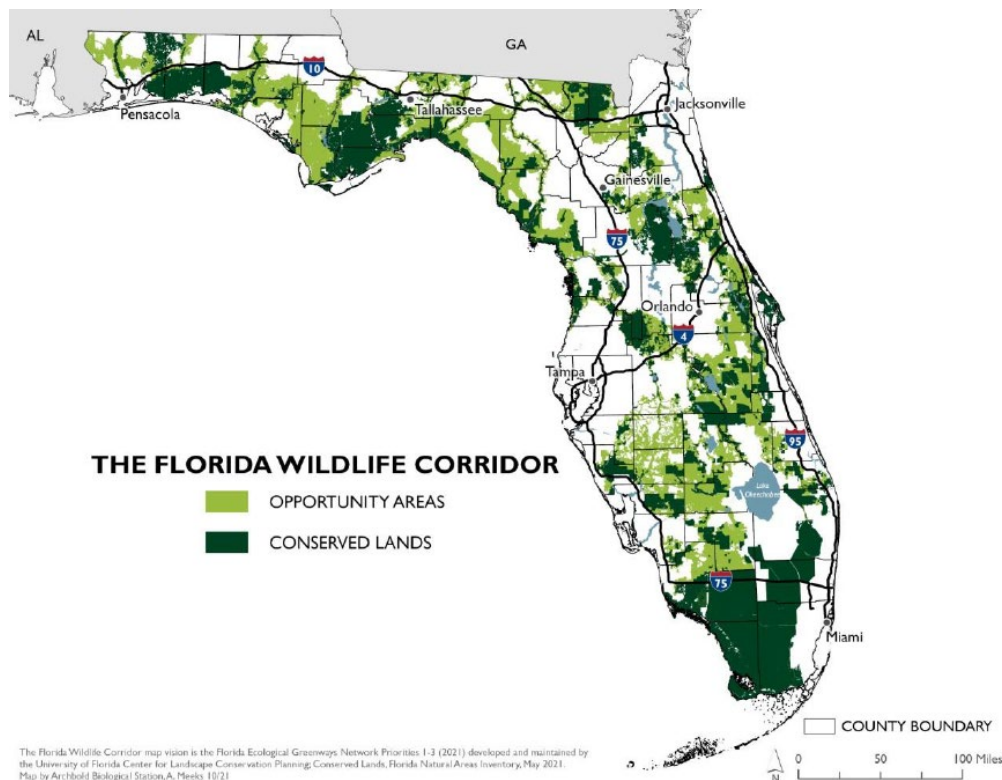 AL
GA
10
Pensacola
Tallahassee
Jacksonville
Gainesville
75
Orlando
4
Tampa
95
THE FLORIDA WILDLIFE CORRIDOR
OPPORTUNITY AREAS
CONSERVED LANDS
Lake
Okeechobee
75
Miami
COUNTY BOUNDARY
The Florida Wildlife Corridor map vision is the Florida Ecological Greenways Network Priorities 1-3 (2021) developed and maintained by
the University of Florida Center for Landscape Conservation Planning; Conserved Lands, Florida Natural Areas Inventory, May 2021.
Map by Archbold Biological Station, A. Meeks 10/21
N
0 50 100 Miles